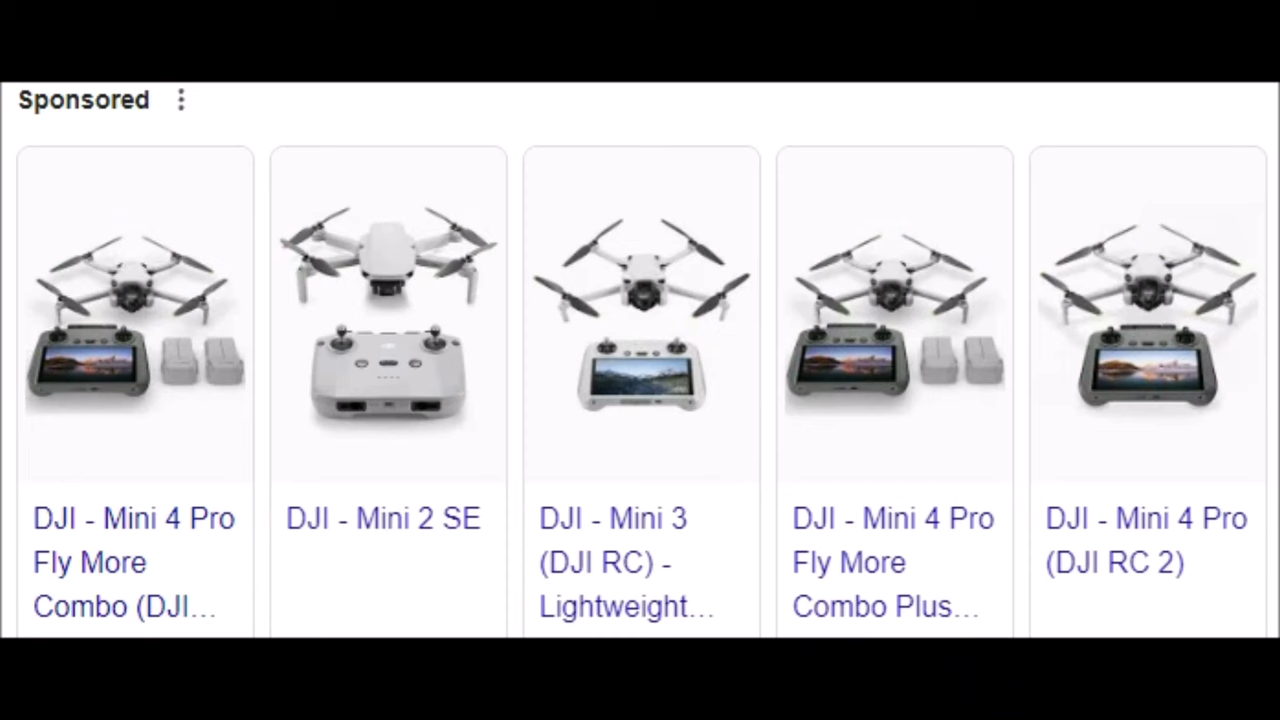 Sponsored
DJI - Mini 4 Pro
Fly More
Combo (DJI...
DJI - Mini 2 SE
DJI - Mini 3
(DJI RC) -
Lightweight...
DJI - Mini 4 Pro
Fly More
Combo Plus...
DJI - Mini 4 Pro
(DJI RC 2)